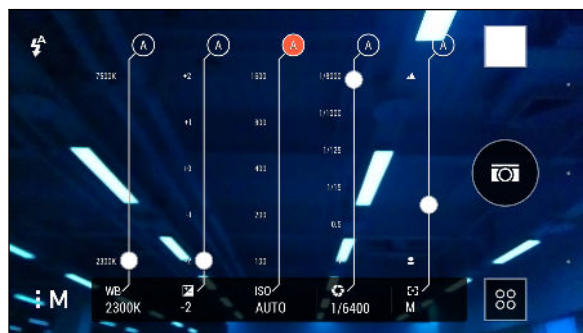 A
A A A A A
7500K +2 1600 1/8000
+1 800 1/1000
1/125
+0 400
1/15
-1 200
0.5
2300K -2 100
M
WB ISO
2300K -2 AUTO 1/6400 M